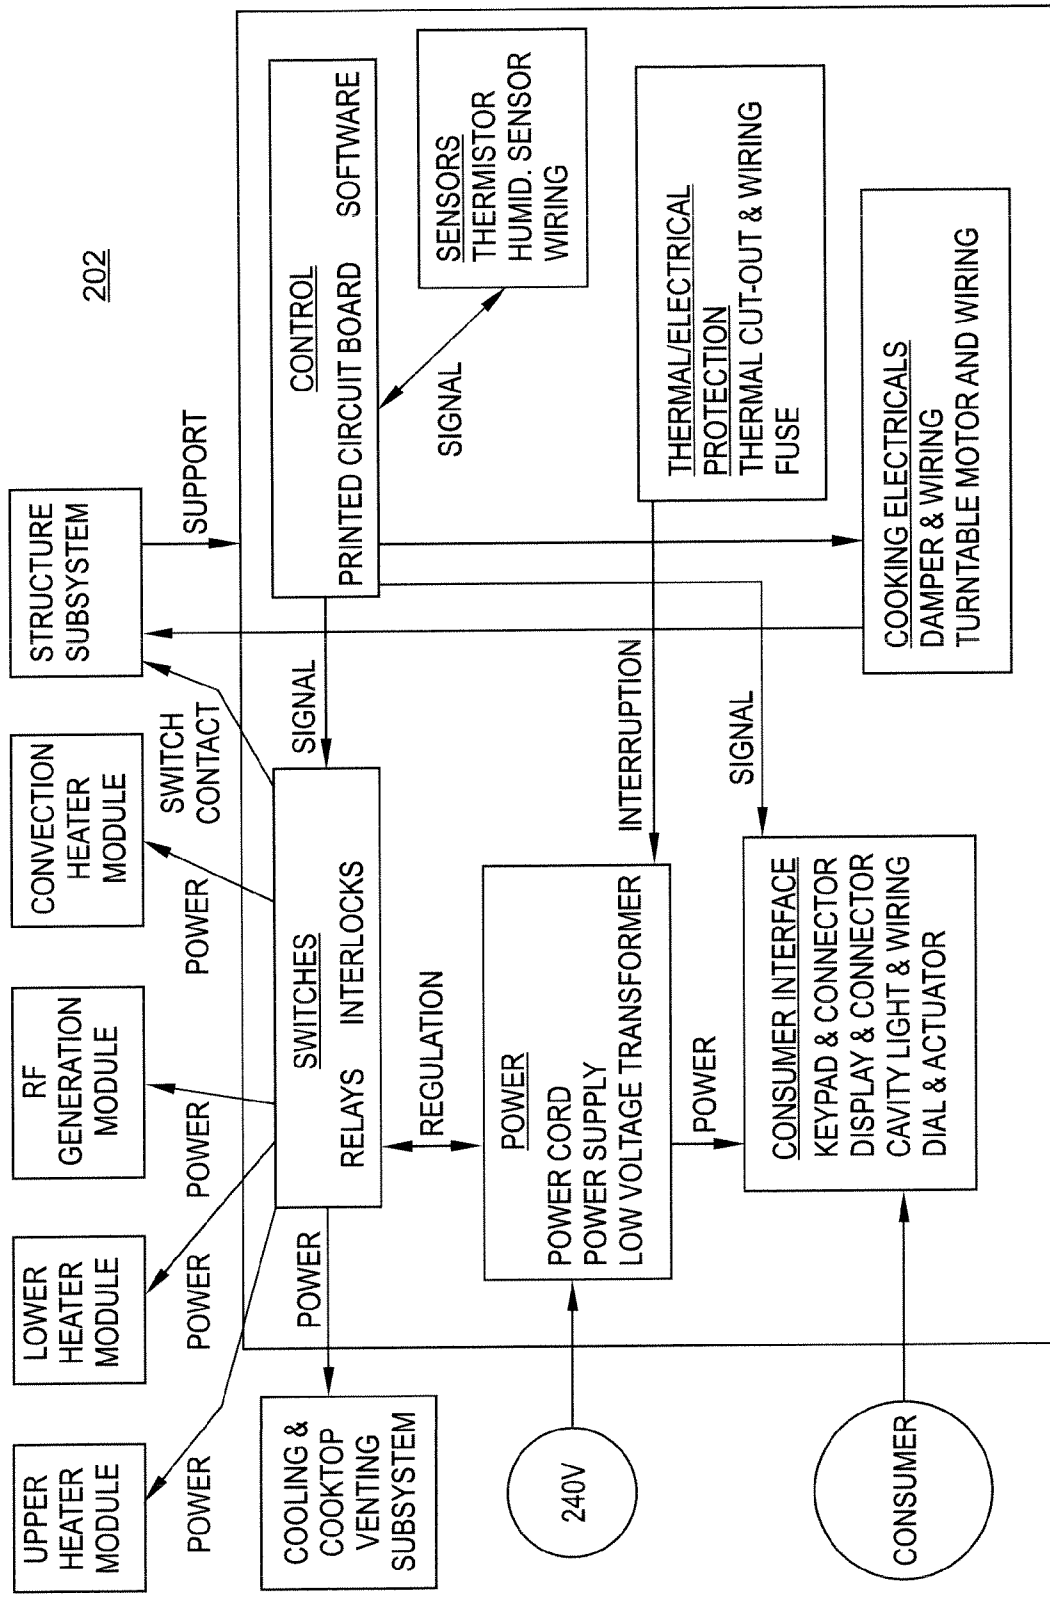 202
UPPER
HEATER
MODULE
LOWER
HEATER
MODULE
RF
GENERATION
MODULE
CONVECTION
HEATER
MODULE
STRUCTURE
SUBSYSTEM
POWER
POWER
POWER
POWER
SWITCH
CONTACT
SUPPORT
COOLING &
COOKTOP
VENTING
SUBSYSTEM
POWER
SWITCHES
RELAYS INTERLOCKS
SIGNAL
CONTROL
PRINTED CIRCUIT BOARD SOFTWARE
REGULATION
SIGNAL
SENSORS
THERMISTOR
HUMID. SENSOR
WIRING
240V
POWER
POWER CORD
POWER SUPPLY
LOW VOLTAGE TRANSFORMER
INTERRUPTION
THERMAL/ELECTRICAL
PROTECTION
THERMAL CUT-OUT & WIRING
FUSE
POWER
SIGNAL
CONSUMER
CONSUMER INTERFACE
KEYPAD & CONNECTOR
DISPLAY & CONNECTOR
CAVITY LIGHT & WIRING
DIAL & ACTUATOR
COOKING ELECTRICALS
DAMPER & WIRING
TURNTABLE MOTOR AND WIRING